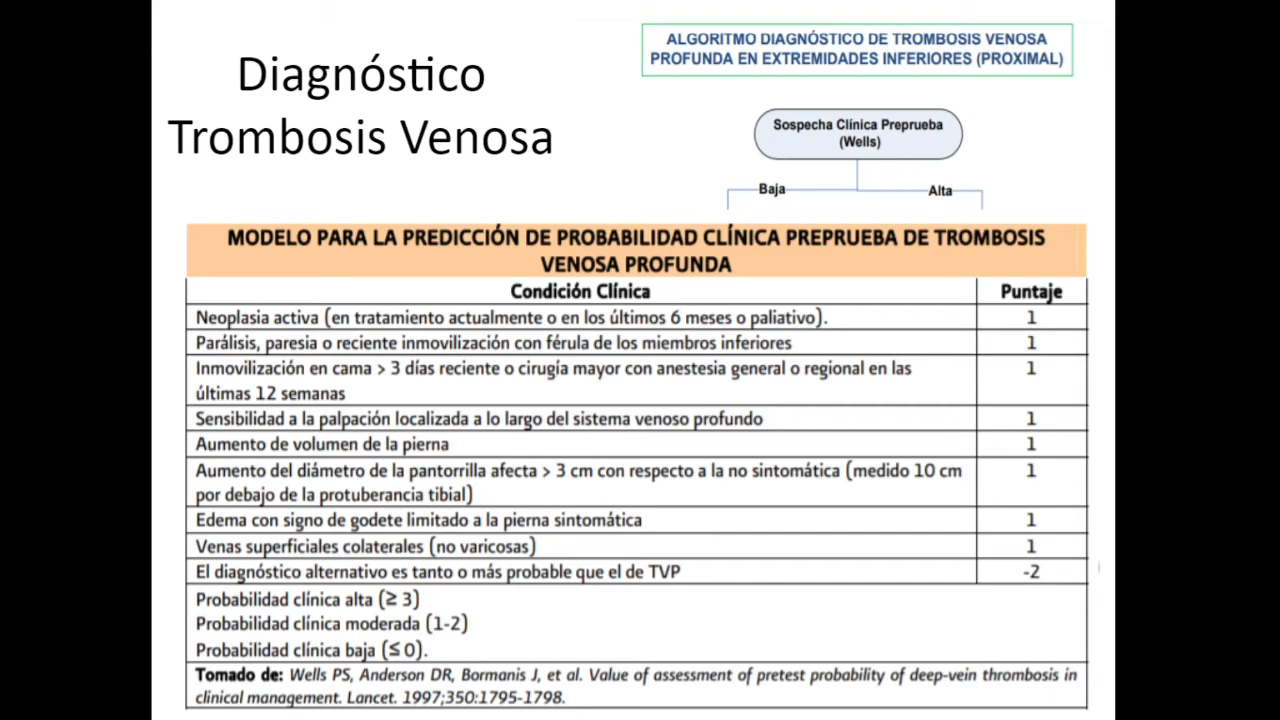 Diagnóstico
Trombosis Venosa
ALGORITMO DIAGNÓSTICO DE TROMBOSIS VENOSA
PROFUNDA EN EXTREMIDADES INFERIORES (PROXIMAL)
Sospecha Clínica Preprueba
(Wells)
Baja
Alta
MODELO PARA LA PREDICCIÓN DE PROBABILIDAD CLÍNICA PREPRUEBA DE TROMBOSIS
VENOSA PROFUNDA
Condición Clínica Puntaje
Neoplasia activa (en tratamiento actualmente o en los últimos 6 meses o paliativo). 1
Parálisis, paresia o reciente inmovilización con férula de los miembros inferiores 1
Inmovilización en cama > 3 días reciente o cirugía mayor con anestesia general o regional en las 1
últimas 12 semanas
Sensibilidad a la palpación localizada a lo largo del sistema venoso profundo 1
Aumento de volumen de la pierna 1
Aumento del diámetro de la pantorrilla afecta > 3 cm con respecto a la no sintomática (medido 10 cm 1
por debajo de la protuberancia tibial)
Edema con signo de godete limitado a la pierna sintomática 1
Venas superficiales colaterales (no varicosas) 1
El diagnóstico alternativo es tanto o más probable que el de TVP -2
Probabilidad clínica alta (≥ 3)
Probabilidad clínica moderada (1-2)
Probabilidad clínica baja (≤ 0).
Tomado de: Wells PS, Anderson DR, Bormanis J, et al. Value of assessment of pretest probability of deep-vein thrombosis in
clinical management. Lancet. 1997;350:1795-1798.